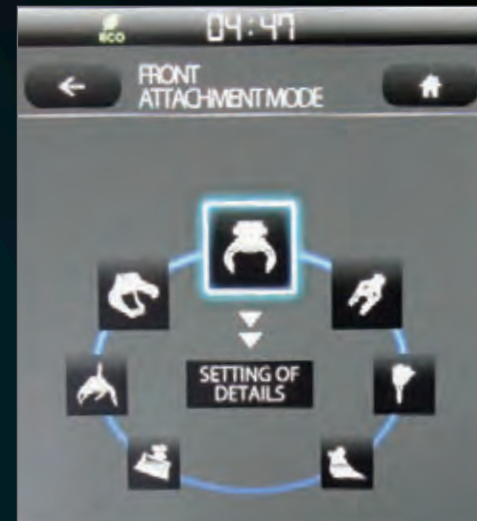 ECO
04:47
FRONT
ATTACHMENT MODE
SETTING OF
DETAILS